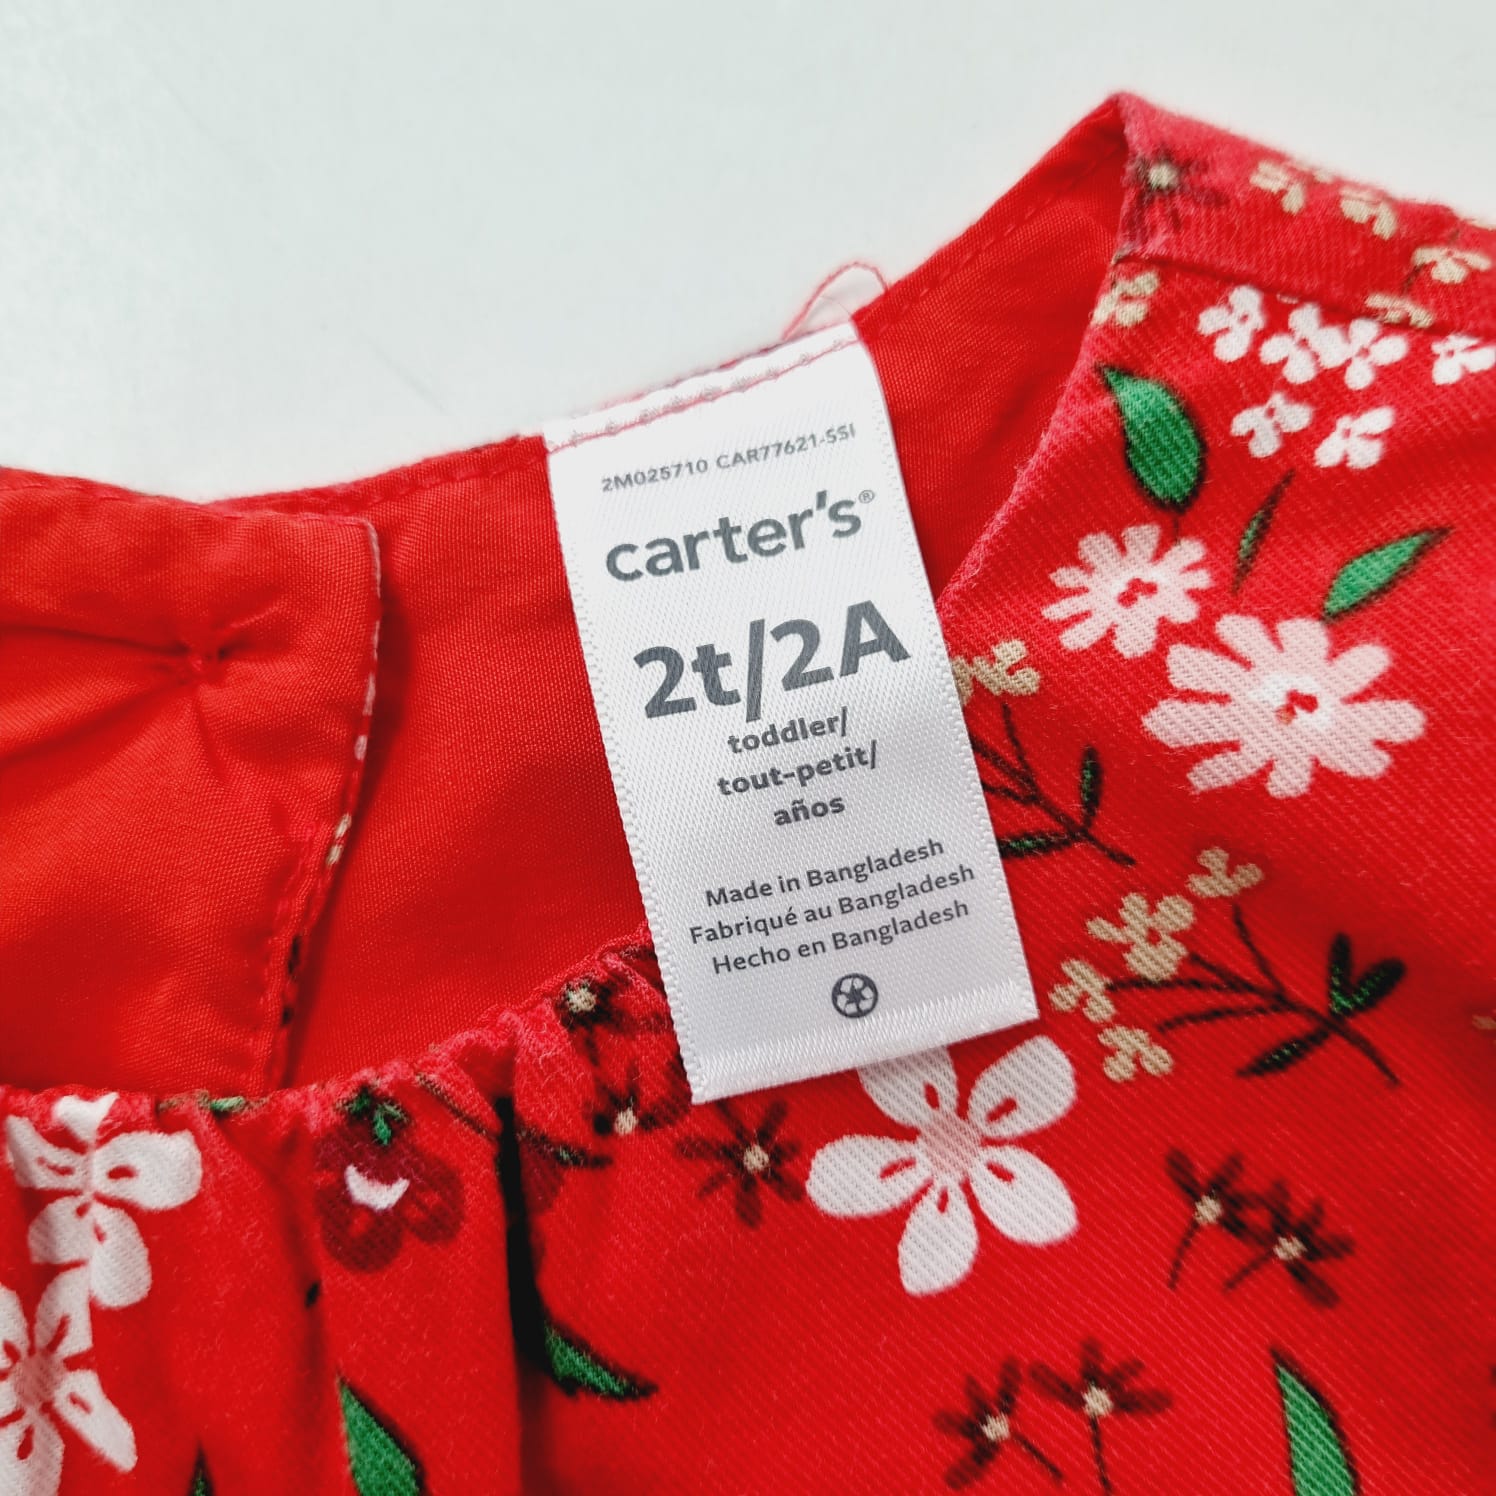 2M025710 CAR77621-SSI
carter's®
2t/2A
toddler/
tout-petit/
años
Made in Bangladesh
Fabriqué au Bangladesh
Hecho en Bangladesh